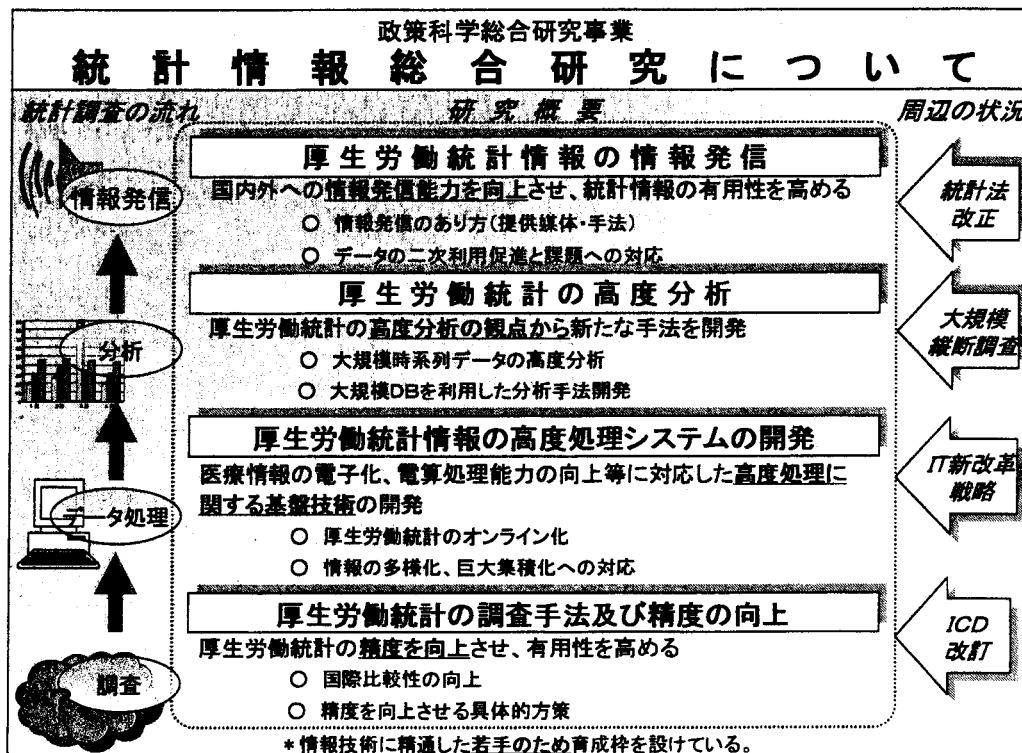 政策科学総合研究事業
統計情報総合研究について
統計調査の流れ
研究概要
周辺の状況
情報発信
厚生労働統計情報の情報発信
国内外への情報発信能力を向上させ、統計情報の有用性を高める
○ 情報発信のあり方(提供媒体・手法)
○ データの二次利用促進と課題への対応
統計法
改正
分析
厚生労働統計の高度分析
厚生労働統計の高度分析の観点から新たな手法を開発
○ 大規模時系列データの高度分析
○ 大規模DBを利用した分析手法開発
大規模
縦断調査
データ処理
厚生労働統計情報の高度処理システムの開発
医療情報の電子化、電算処理能力の向上等に対応した高度処理に
関する基盤技術の開発
○ 厚生労働統計のオンライン化
○ 情報の多様化、巨大集積化への対応
IT新改革
戦略
調査
厚生労働統計の調査手法及び精度の向上
厚生労働統計の精度を向上させ、有用性を高める
○ 国際比較性の向上
○ 精度を向上させる具体的方策
ICD
改訂
*情報技術に精通した若手のため育成枠を設けている。